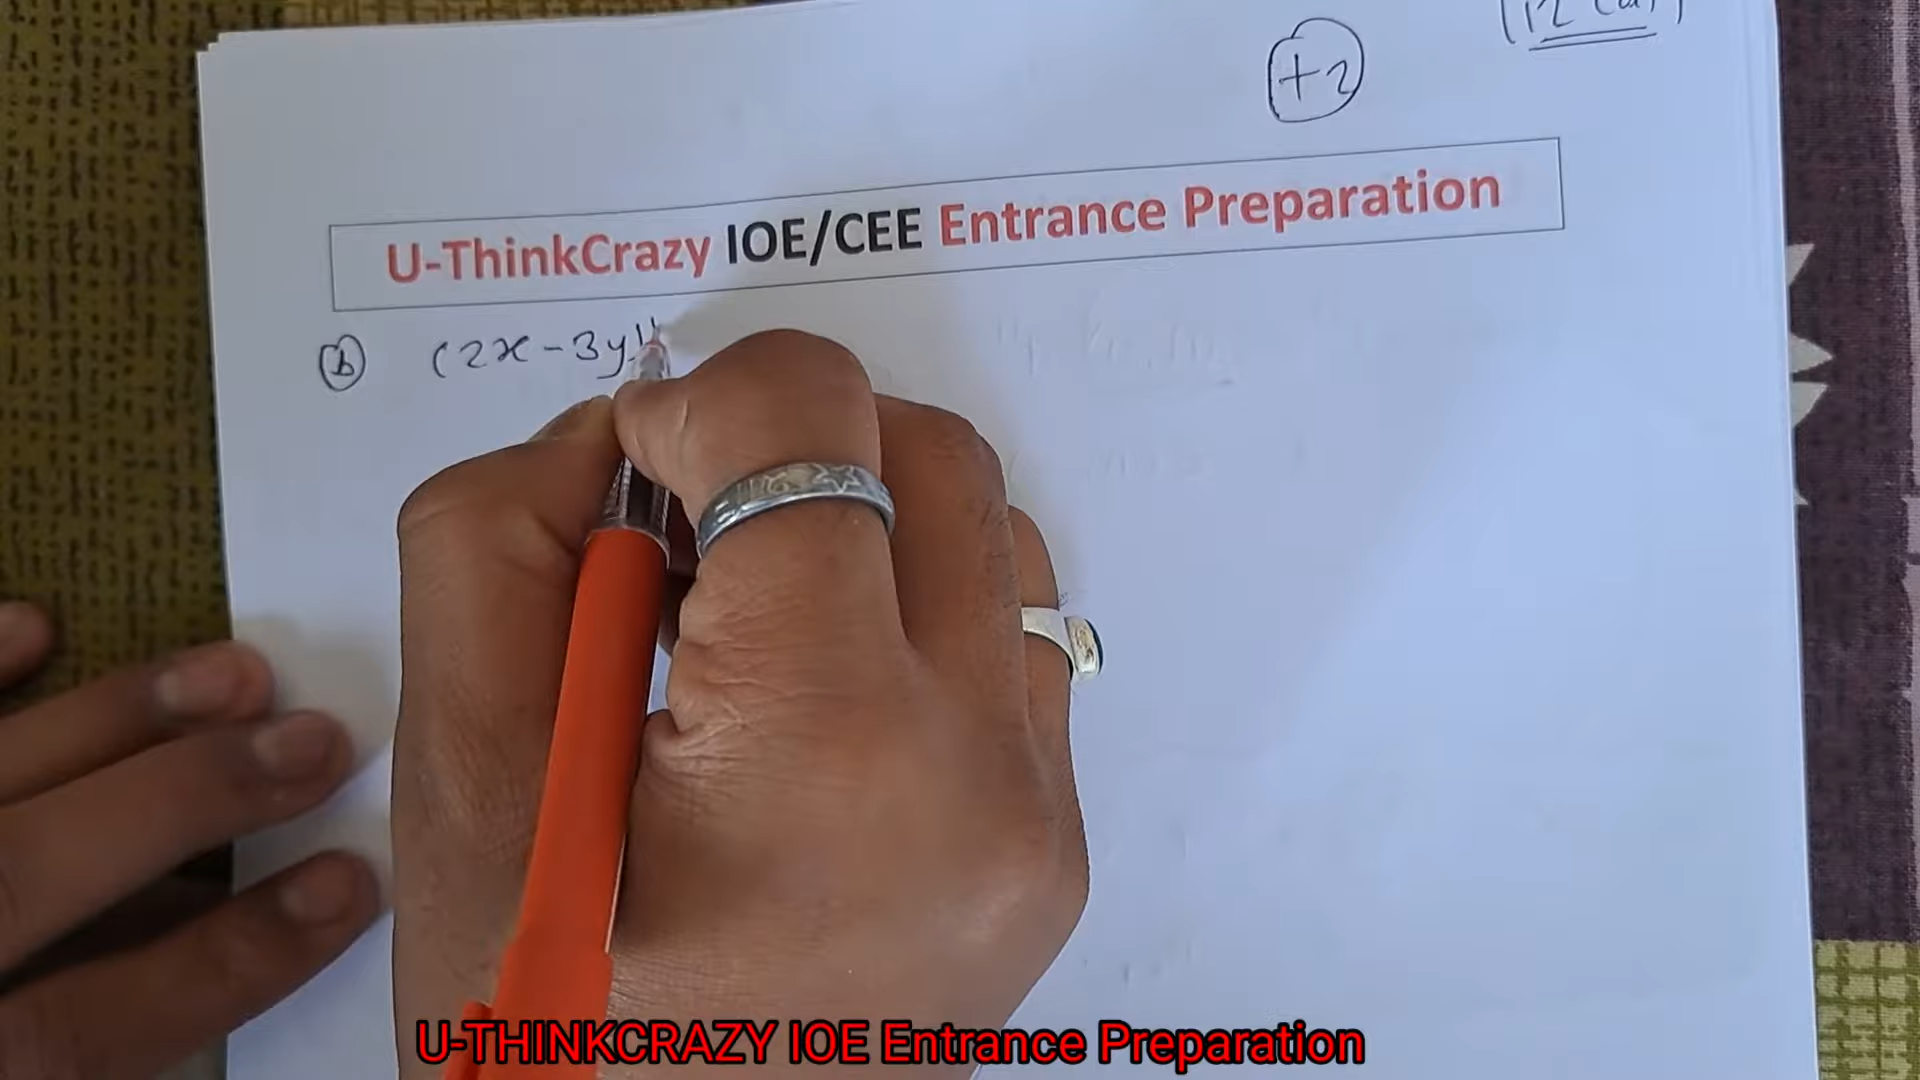 +2
U-ThinkCrazy IOE/CEE Entrance Preparation
(b) (2x-3y)
U-THINKCRAZY IOE Entrance Preparation